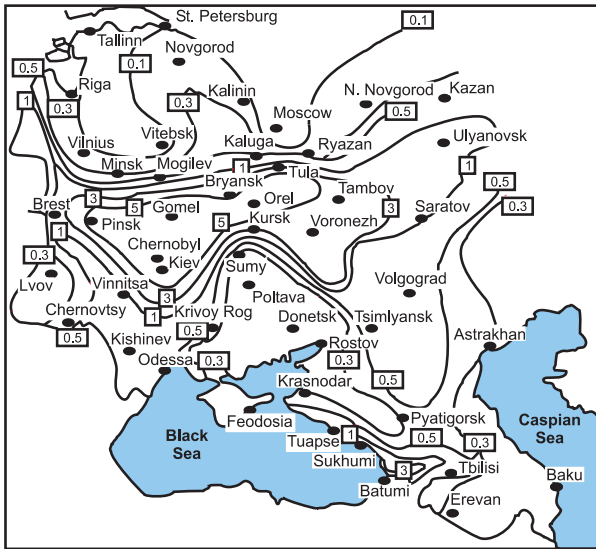 St. Petersburg
0.1
Tallinn
Novgorod
0.5
0.1
Riga
Kalinin
N. Novgorod
Kazan
1
0.3
0.3
0.5
Moscow
Vitebsk
Ulyanovsk
Vilnius
Kaluga
Ryazan
Minsk
Mogilev
1
Tula
1
Bryansk
0.5
Brest
3
5
Orel
Tambov
3
Saratov
0.3
Pinsk
Gomel
5
Kursk
Voronezh
1
Chernobyl
0.3
Kiev
Sumy
Lvov
Vinnitsa
3
Poltava
Volgograd
Chernovtsy
1
Krivoy Rog
Donetsk
Tsimlyansk
0.5
0.5
Kishinev
Rostov
Astrakhan
Odessa
0.3
0.3
Krasnodar
0.5
Feodosia
Pyatigorsk
Caspian
Sea
Black
Sea
Tuapse
1
0.5
0.3
Sukhumi
3
Tbilisi
Baku
Batumi
Erevan